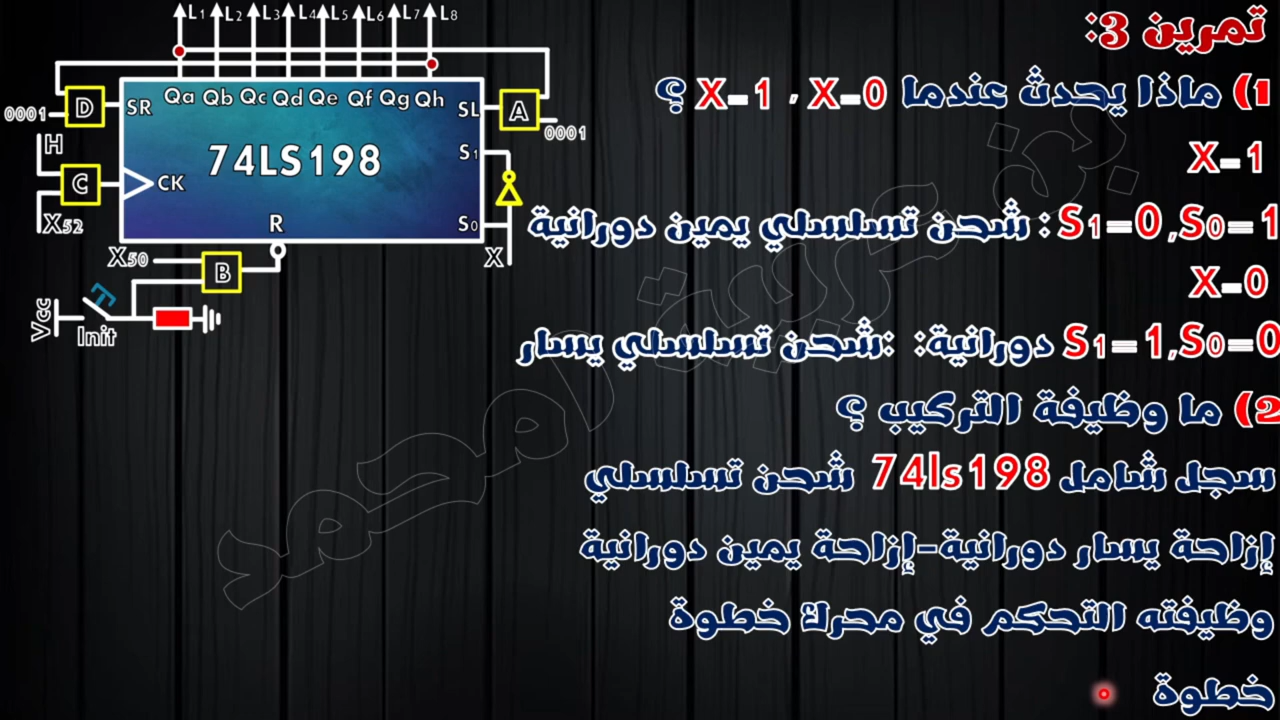 تمرين 3:
1) ماذا يحدث عندما X=0 ، X=1 ؟
X=1
S1=0 ,S0=1 : شحن تسلسلي يمين دورانية
X=0
S1=1,S0=0 دورانية: :شحن تسلسلي يسار
2) ما وظيفة التركيب ؟
سجل شامل 74ls198 شحن تسلسلي
إزاحة يسار دورانية-إزاحة يمين دورانية
وظيفته التحكم في محرك خطوة
خطوة
L1 L2 L3 L4 L5 L6 L7 L8
Qa Qb Qc Qd Qe Qf Qg Qh
0001 D SR SL A 0001
H
74LS198
S1
C CK
X52
R
S0
X
X50
B
Vcc
Init
بن عربية امحمد